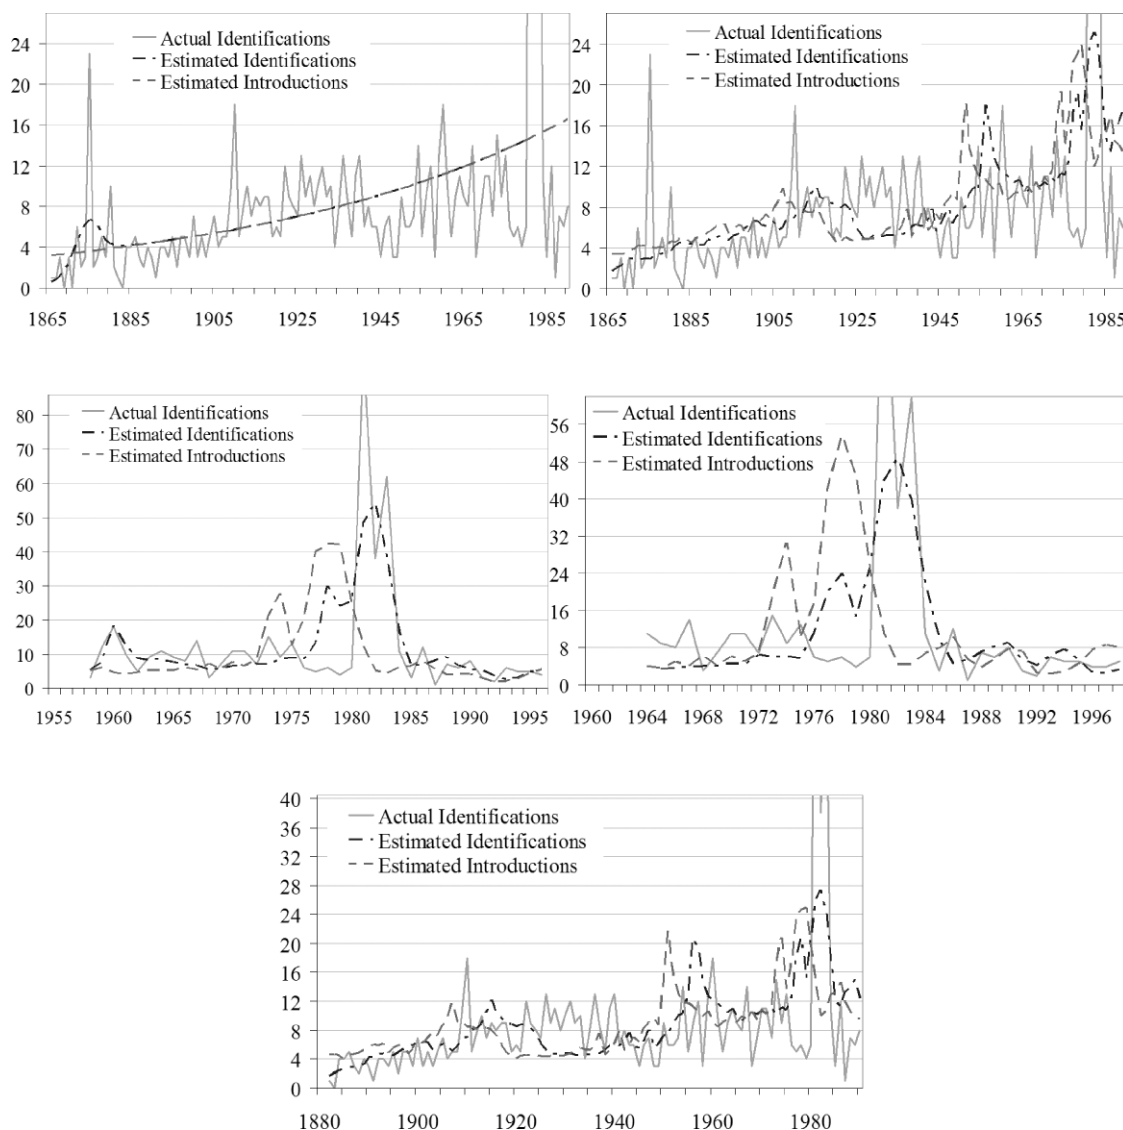 Actual Identifications
Estimated Identifications
Estimated Introductions
24
20
16
12
8
4
0
1865 1885 1905 1925 1945 1965 1985
Actual Identifications
Estimated Identifications
Estimated Introductions
24
20
16
12
8
4
0
1865 1885 1905 1925 1945 1965 1985
Actual Identifications
Estimated Identifications
Estimated Introductions
80
70
60
50
40
30
20
10
0
1955 1960 1965 1970 1975 1980 1985 1990 1995
Actual Identifications
Estimated Identifications
Estimated Introductions
56
48
40
32
24
16
8
0
1960 1964 1968 1972 1976 1980 1984 1988 1992 1996
Actual Identifications
Estimated Identifications
Estimated Introductions
40
36
32
28
24
20
16
12
8
4
0
1880 1900 1920 1940 1960 1980